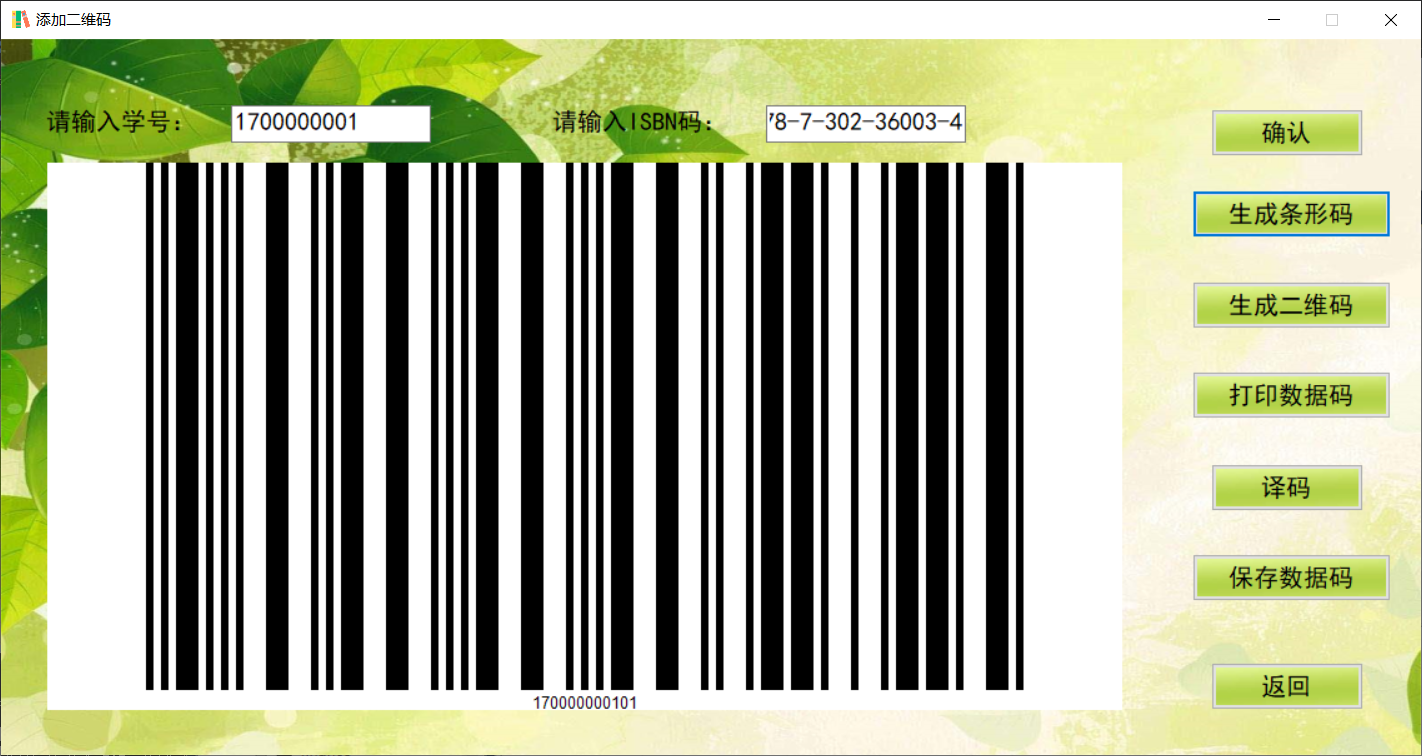 添加二维码
请输入学号： 1700000001 请输入ISBN码： 78-7-302-36003-4
确认
生成条形码
生成二维码
打印数据码
译码
保存数据码
170000000101
返回